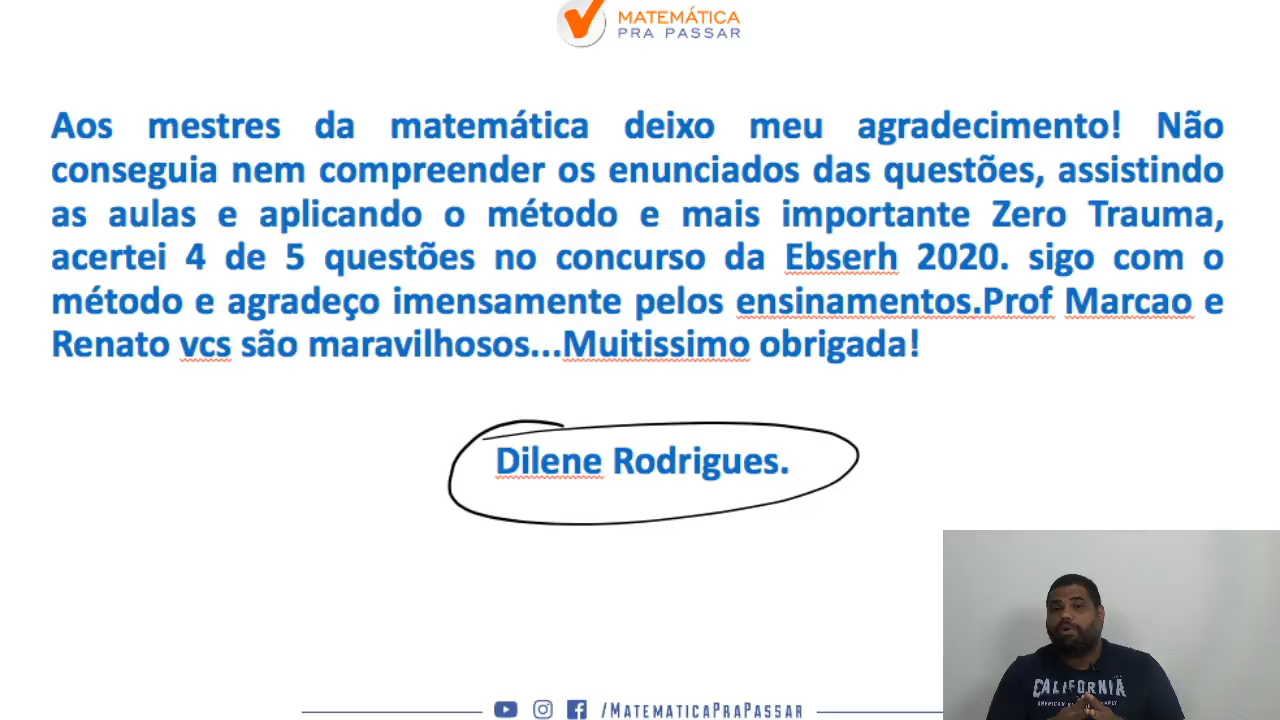 MATEMÁTICA
PRA PASSAR
Aos mestres da matemática deixo meu agradecimento! Não
conseguia nem compreender os enunciados das questões, assistindo
as aulas e aplicando o método e mais importante Zero Trauma,
acertei 4 de 5 questões no concurso da Ebserh 2020. sigo com o
método e agradeço imensamente pelos ensinamentos.Prof Marcao e
Renato vcs são maravilhosos...Muitissimo obrigada!
Dilene Rodrigues.
CALIFORNIA
/MatematicaPraPassar